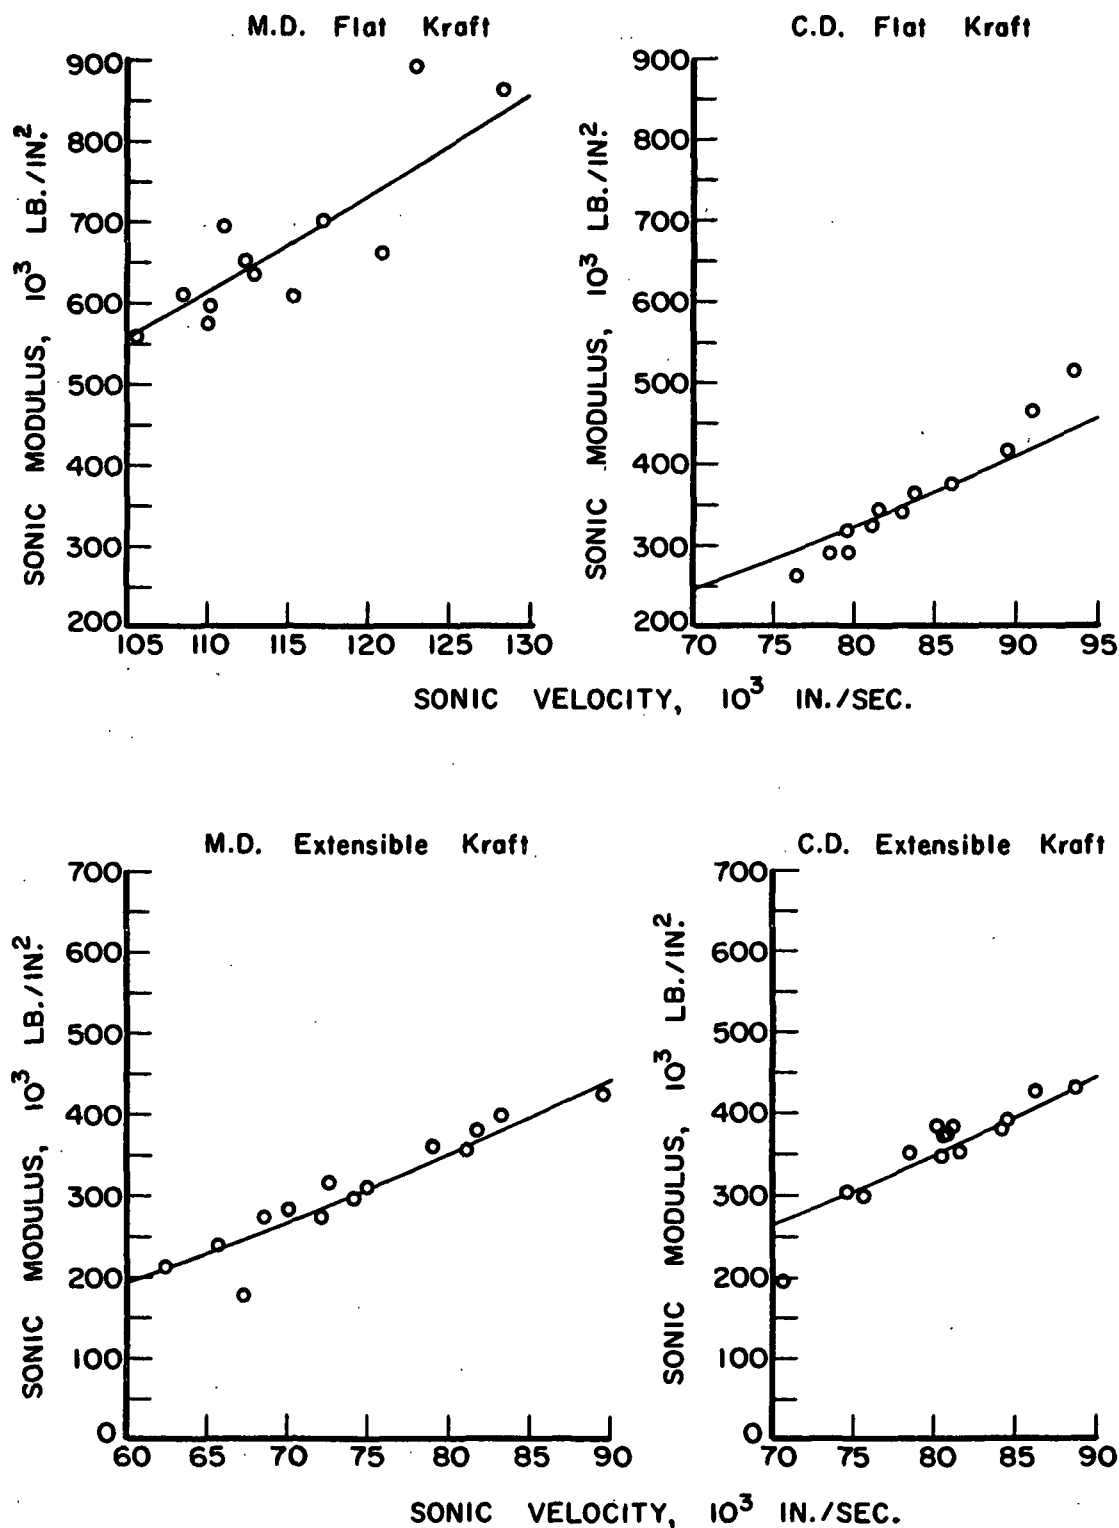 M.D. Flat Kraft
C.D. Flat Kraft
SONIC MODULUS, 10³ LB./IN.²
900
800
700
600
500
400
300
200
105 110 115 120 125 130
SONIC MODULUS, 10³ LB./IN.²
900
800
700
600
500
400
300
200
70 75 80 85 90 95
SONIC VELOCITY, 10³ IN./SEC.
M.D. Extensible Kraft
C.D. Extensible Kraft
SONIC MODULUS, 10³ LB./IN.²
700
600
500
400
300
200
100
0
60 65 70 75 80 85 90
SONIC MODULUS, 10³ LB./IN.²
700
600
500
400
300
200
100
0
70 75 80 85 90
SONIC VELOCITY, 10³ IN./SEC.